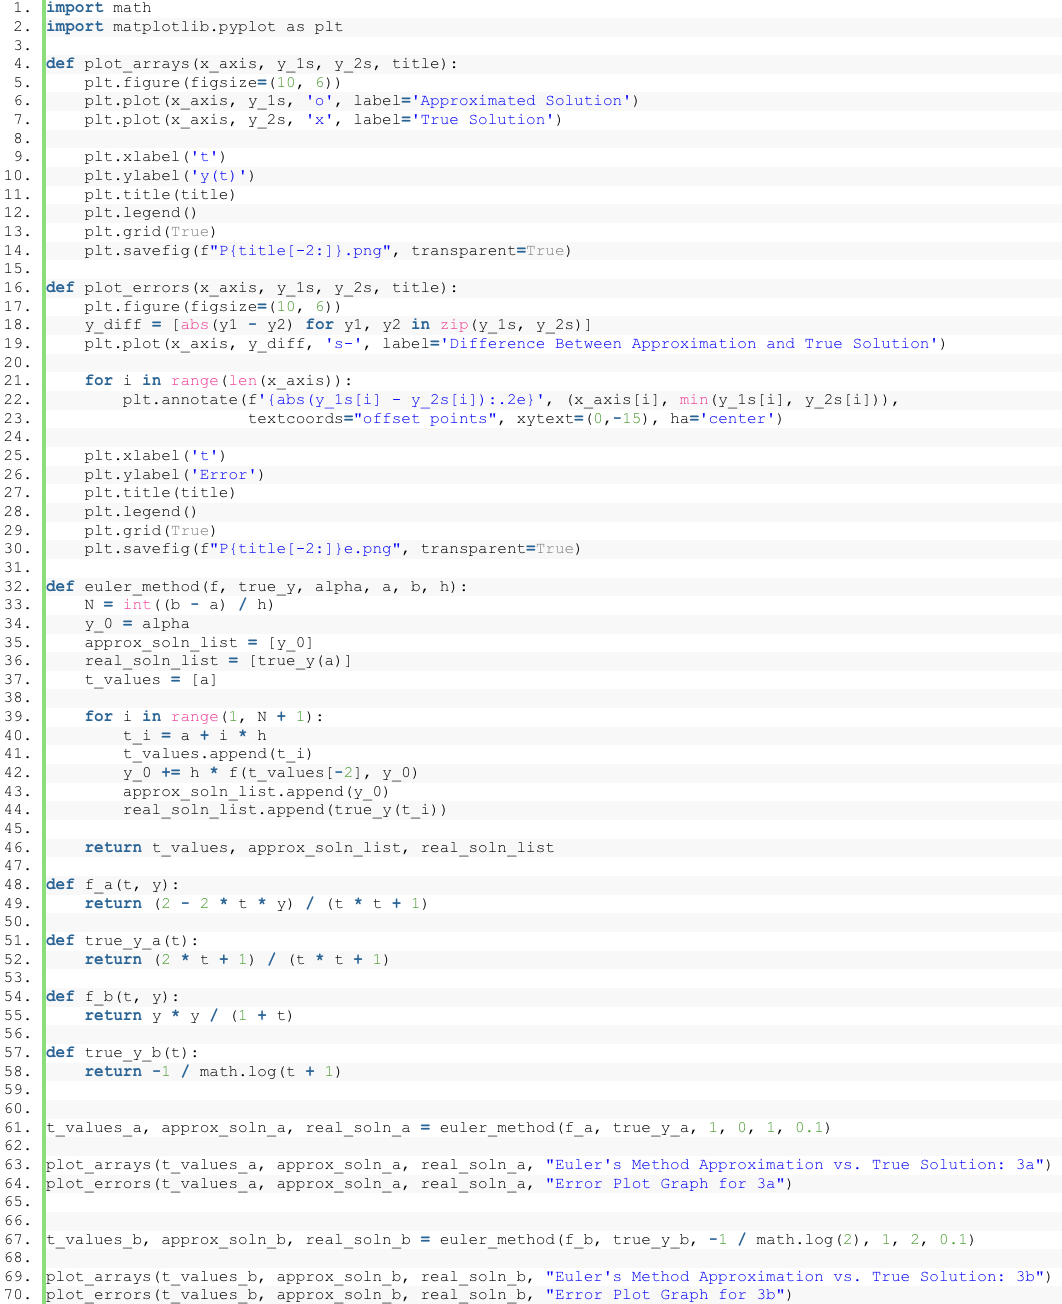 1. import math
2. import matplotlib.pyplot as plt
3.
4. def plot_arrays(x_axis, y_1s, y_2s, title):
5.     plt.figure(figsize=(10, 6))
6.     plt.plot(x_axis, y_1s, 'o', label='Approximated Solution')
7.     plt.plot(x_axis, y_2s, 'x', label='True Solution')
8.
9.     plt.xlabel('t')
10.     plt.ylabel('y(t)')
11.     plt.title(title)
12.     plt.legend()
13.     plt.grid(True)
14.     plt.savefig(f"P{title[-2:]}.png", transparent=True)
15.
16. def plot_errors(x_axis, y_1s, y_2s, title):
17.     plt.figure(figsize=(10, 6))
18.     y_diff = [abs(y1 - y2) for y1, y2 in zip(y_1s, y_2s)]
19.     plt.plot(x_axis, y_diff, 's-', label='Difference Between Approximation and True Solution')
20.
21.     for i in range(len(x_axis)):
22.         plt.annotate(f'{abs(y_1s[i] - y_2s[i]):.2e}', (x_axis[i], min(y_1s[i], y_2s[i])),
23.                      textcoords="offset points", xytext=(0,-15), ha='center')
24.
25.     plt.xlabel('t')
26.     plt.ylabel('Error')
27.     plt.title(title)
28.     plt.legend()
29.     plt.grid(True)
30.     plt.savefig(f"P{title[-2:]}e.png", transparent=True)
31.
32. def euler_method(f, true_y, alpha, a, b, h):
33.     N = int((b - a) / h)
34.     y_0 = alpha
35.     approx_soln_list = [y_0]
36.     real_soln_list = [true_y(a)]
37.     t_values = [a]
38.
39.     for i in range(1, N + 1):
40.         t_i = a + i * h
41.         t_values.append(t_i)
42.         y_0 += h * f(t_values[-2], y_0)
43.         approx_soln_list.append(y_0)
44.         real_soln_list.append(true_y(t_i))
45.
46.     return t_values, approx_soln_list, real_soln_list
47.
48. def f_a(t, y):
49.     return (2 - 2 * t * y) / (t * t + 1)
50.
51. def true_y_a(t):
52.     return (2 * t + 1) / (t * t + 1)
53.
54. def f_b(t, y):
55.     return y * y / (1 + t)
56.
57. def true_y_b(t):
58.     return -1 / math.log(t + 1)
59.
60.
61. t_values_a, approx_soln_a, real_soln_a = euler_method(f_a, true_y_a, 1, 0, 1, 0.1)
62.
63. plot_arrays(t_values_a, approx_soln_a, real_soln_a, "Euler's Method Approximation vs. True Solution: 3a")
64. plot_errors(t_values_a, approx_soln_a, real_soln_a, "Error Plot Graph for 3a")
65.
66.
67. t_values_b, approx_soln_b, real_soln_b = euler_method(f_b, true_y_b, -1 / math.log(2), 1, 2, 0.1)
68.
69. plot_arrays(t_values_b, approx_soln_b, real_soln_b, "Euler's Method Approximation vs. True Solution: 3b")
70. plot_errors(t_values_b, approx_soln_b, real_soln_b, "Error Plot Graph for 3b")